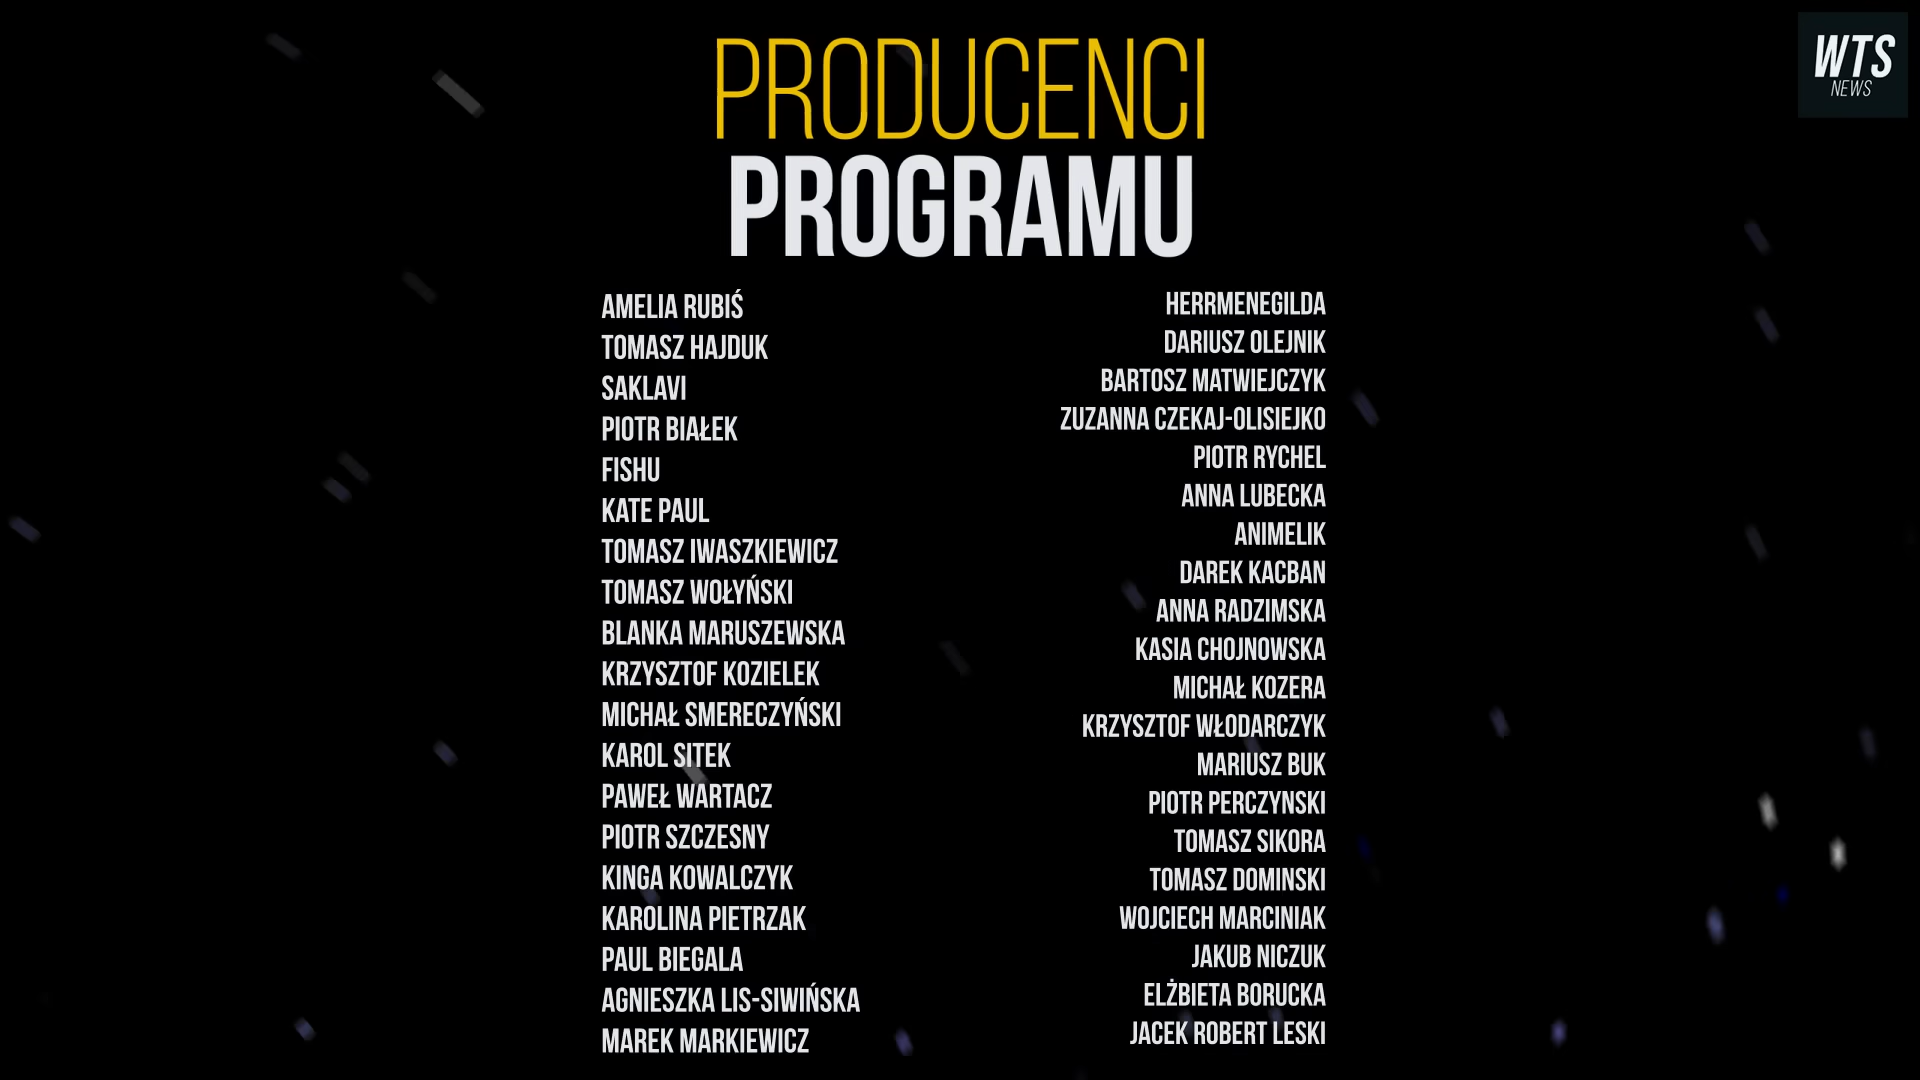 PRODUCENCI
PROGRAMU
WTS
NEWS
AMELIA RUBIŚ
TOMASZ HAJDUK
SAKLAVI
PIOTR BIAŁEK
FISHU
KATE PAUL
TOMASZ IWASZKIEWICZ
TOMASZ WOŁYŃSKI
BLANKA MARUSZEWSKA
KRZYSZTOF KOZIELEK
MICHAŁ SMERECZYŃSKI
KAROL SITEK
PAWEŁ WARTACZ
PIOTR SZCZESNY
KINGA KOWALCZYK
KAROLINA PIETRZAK
PAUL BIEGALA
AGNIESZKA LIS-SIWIŃSKA
MAREK MARKIEWICZ
HERRMENEGILDA
DARIUSZ OLEJNIK
BARTOSZ MATWIEJCZYK
ZUZANNA CZEKAJ-OLISIEJKO
PIOTR RYCHEL
ANNA LUBECKA
ANIMELIK
DAREK KACBAN
ANNA RADZIMSKA
KASIA CHOJNOWSKA
MICHAŁ KOZERA
KRZYSZTOF WŁODARCZYK
MARIUSZ BUK
PIOTR PERCZYNSKI
TOMASZ SIKORA
TOMASZ DOMINSKI
WOJCIECH MARCINIAK
JAKUB NICZUK
ELŻBIETA BORUCKA
JACEK ROBERT LESKI